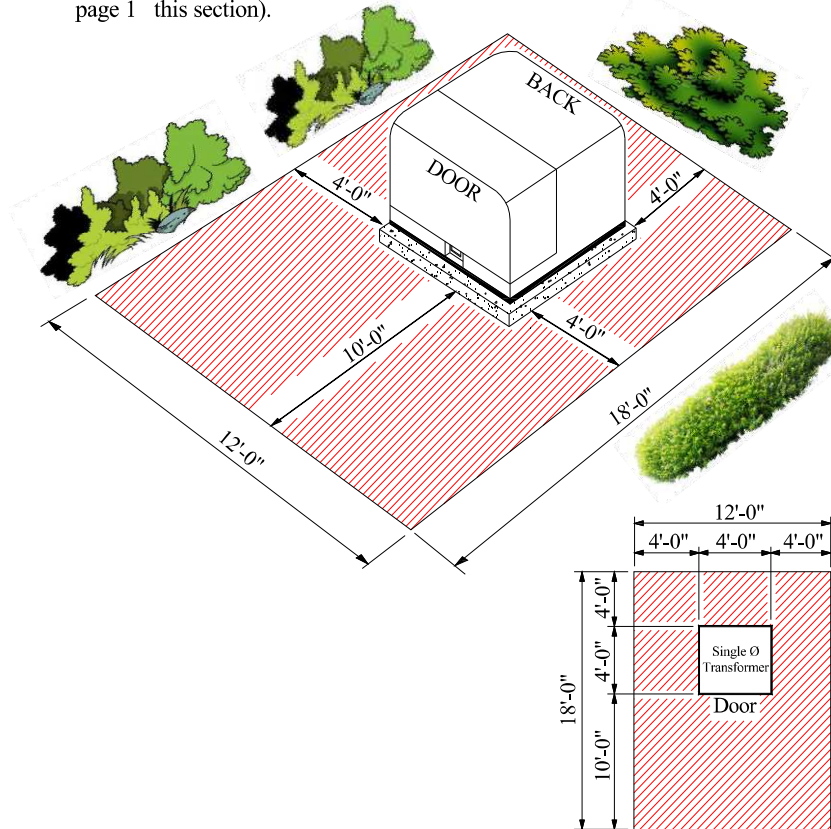 page 1 this section).
BACK
DOOR
4'-0"
4'-0"
10'-0"
4'-0"
12'-0"
18'-0"
12'-0"
4'-0" 4'-0" 4'-0"
4'-0"
4'-0"
18'-0"
10'-0"
Single Ø
Transformer
Door